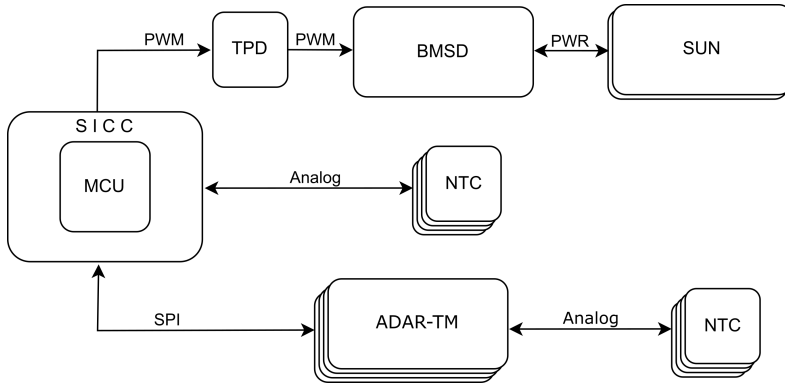 PWM
TPD
PWM
BMSD
PWR
SUN
S I C C
MCU
Analog
NTC
SPI
ADAR-TM
Analog
NTC